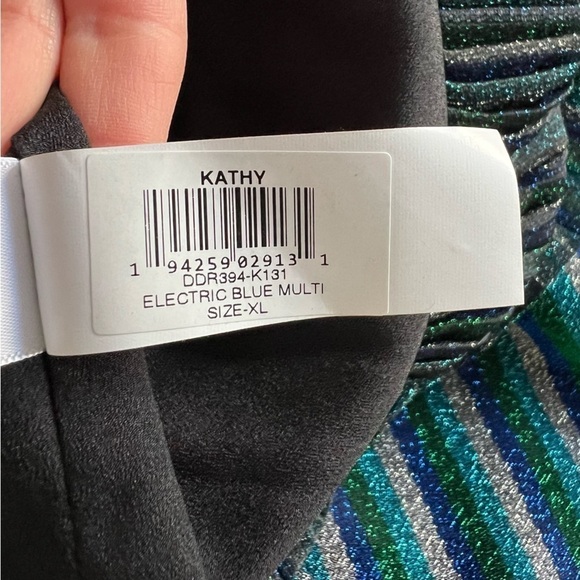 KATHY
1 94259 02913 1
DDR394-K131
ELECTRIC BLUE MULTI
SIZE-XL